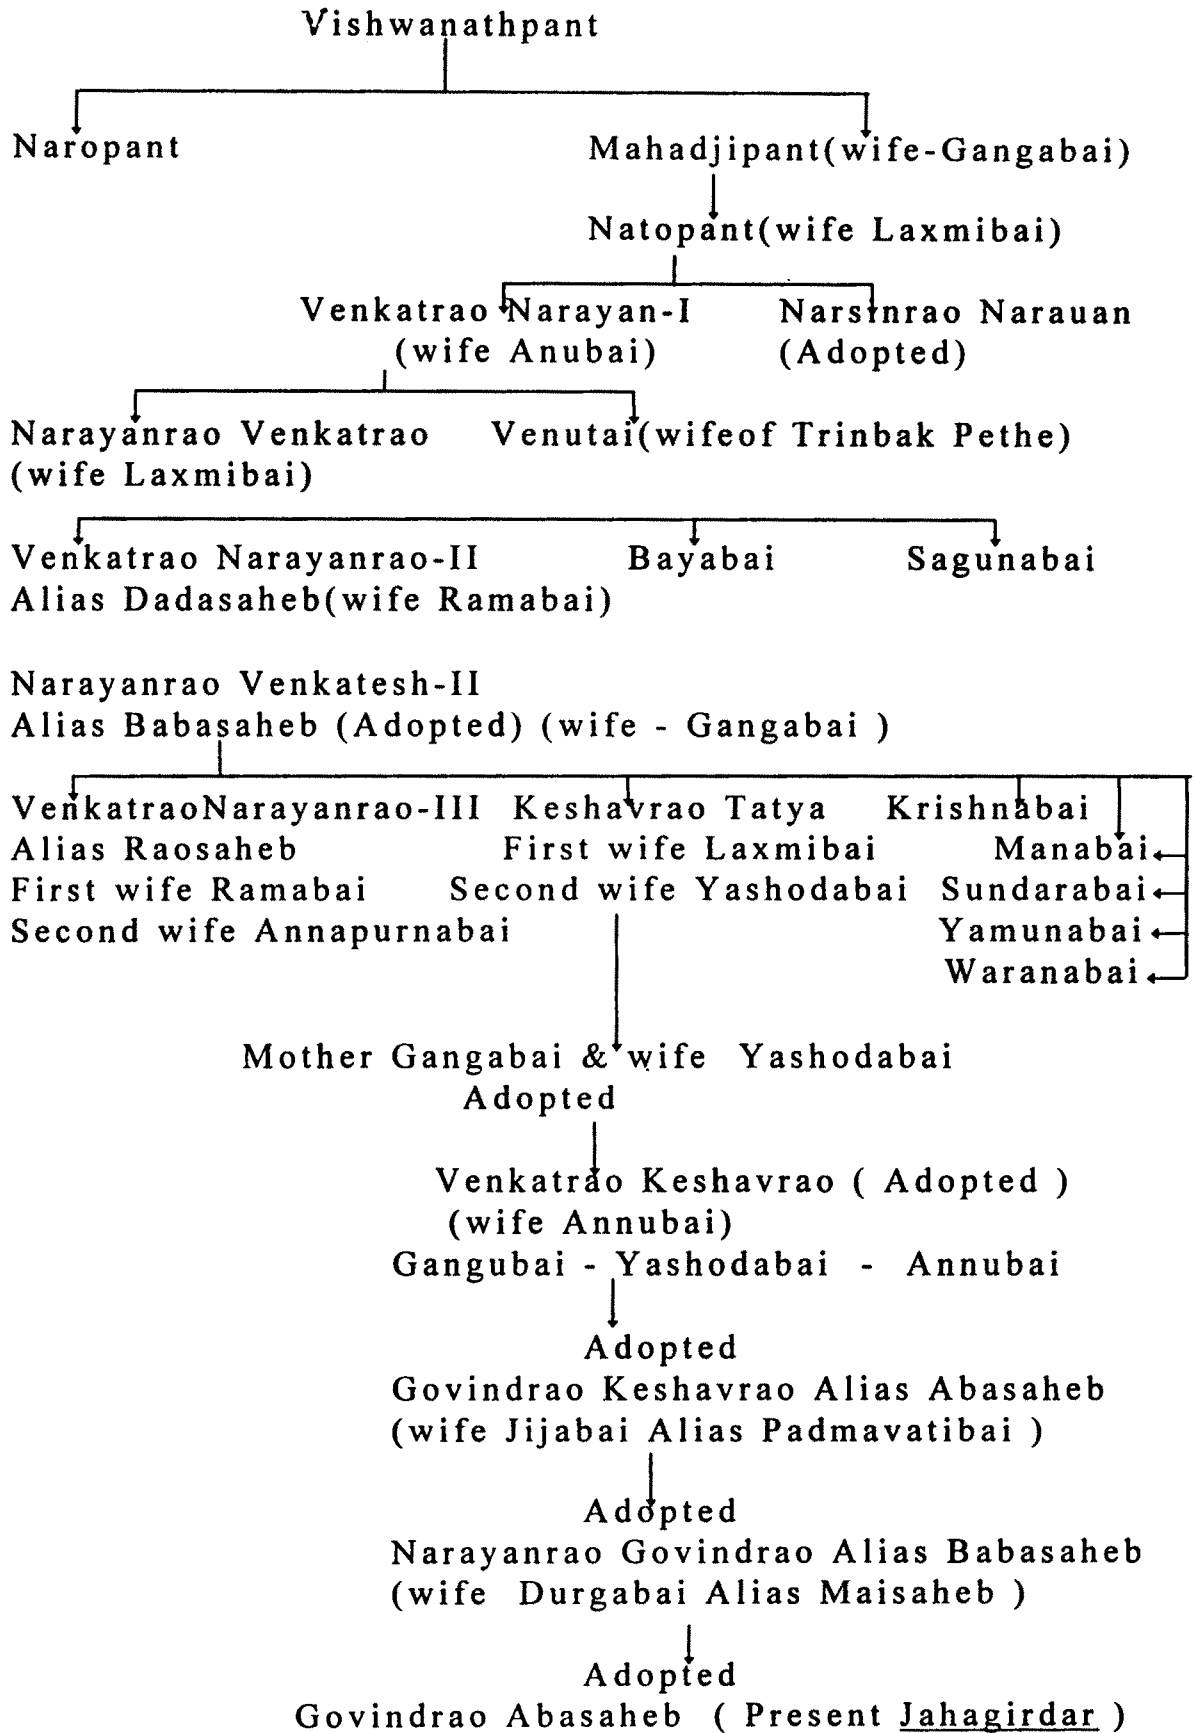 Vishwanathpant
Naropant Mahadjipant(wife-Gangabai)
Natopant(wife Laxmibai)
Venkatrao Narayan-I Narsinrao Narauan
(wife Anubai) (Adopted)
Narayanrao Venkatrao Venutai(wifeof Trinbak Pethe)
(wife Laxmibai)
Venkatrao Narayanrao-II Bayabai Sagunabai
Alias Dadasaheb(wife Ramabai)
Narayanrao Venkatesh-II
Alias Babasaheb (Adopted) (wife - Gangabai )
VenkatraoNarayanrao-III Keshavrao Tatya Krishnabai
Alias Raosaheb First wife Laxmibai Manabai
First wife Ramabai Second wife Yashodabai Sundarabai
Second wife Annapurnabai Yamunabai
Waranabai
Mother Gangabai & wife Yashodabai
Adopted
Venkatrao Keshavrao ( Adopted )
(wife Annubai)
Gangubai - Yashodabai - Annubai
Adopted
Govindrao Keshavrao Alias Abasaheb
(wife Jijabai Alias Padmavatibai )
Adopted
Narayanrao Govindrao Alias Babasaheb
(wife Durgabai Alias Maisaheb )
Adopted
Govindrao Abasaheb ( Present Jahagirdar )